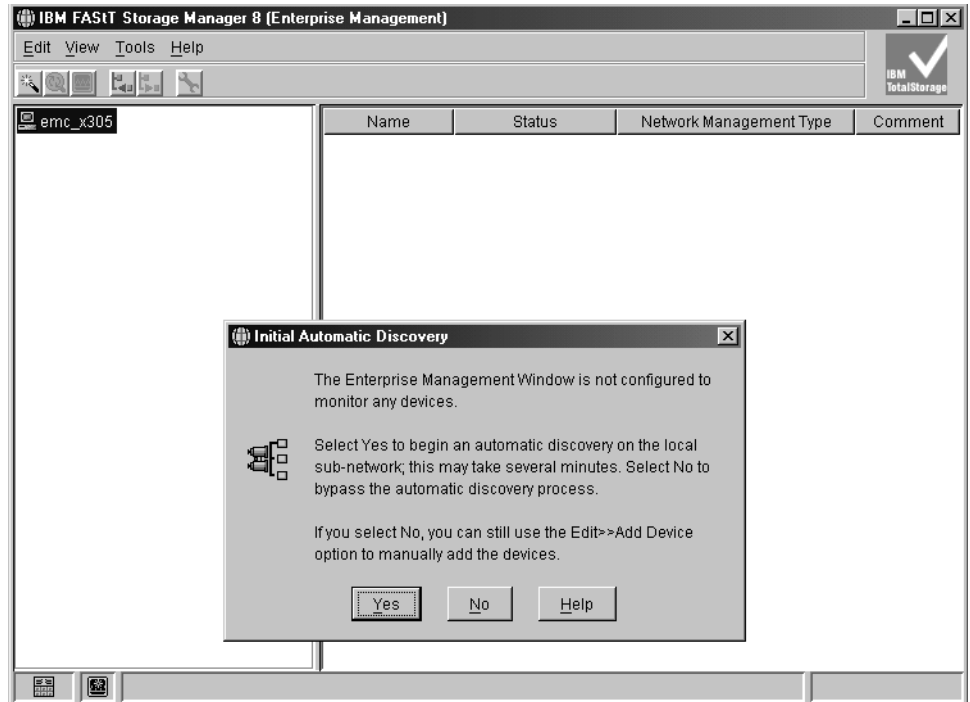 IBM FAStT Storage Manager 8 (Enterprise Management)
Edit View Tools Help
IBM
TotalStorage
emc_x305
Name Status Network Management Type Comment
Initial Automatic Discovery
The Enterprise Management Window is not configured to
monitor any devices.
Select Yes to begin an automatic discovery on the local
sub-network; this may take several minutes. Select No to
bypass the automatic discovery process.
If you select No, you can still use the Edit>>Add Device
option to manually add the devices.
Yes No Help